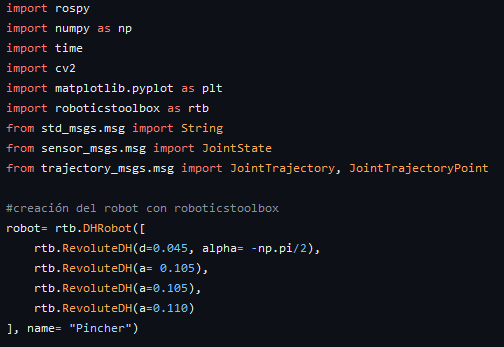 import rospy
import numpy as np
import time
import cv2
import matplotlib.pyplot as plt
import roboticstoolbox as rtb
from std_msgs.msg import String
from sensor_msgs.msg import JointState
from trajectory_msgs.msg import JointTrajectory, JointTrajectoryPoint

#creación del robot con roboticstoolbox
robot= rtb.DHRobot([
    rtb.RevoluteDH(d=0.045, alpha= -np.pi/2),
    rtb.RevoluteDH(a= 0.105),
    rtb.RevoluteDH(a=0.105),
    rtb.RevoluteDH(a=0.110)
], name= "Pincher")